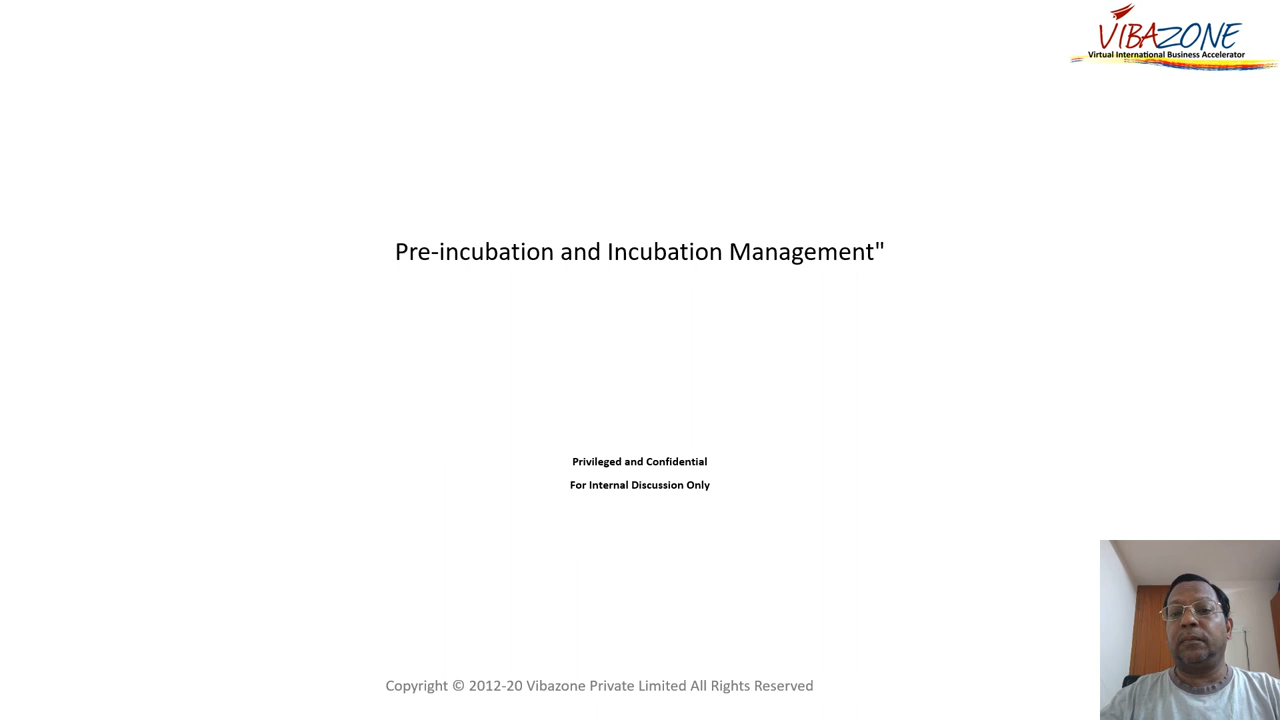 VIBAZONE
Virtual International Business Accelerator
Pre-incubation and Incubation Management"
Privileged and Confidential
For Internal Discussion Only
Copyright © 2012-20 Vibazone Private Limited All Rights Reserved